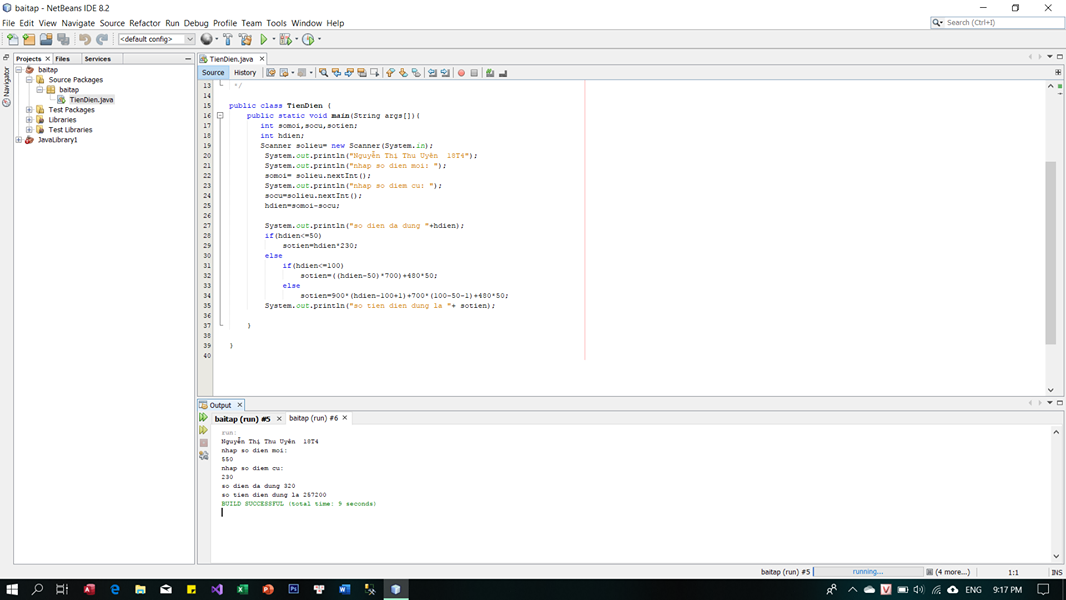 baitap - NetBeans IDE 8.2
File Edit View Navigate Source Refactor Run Debug Profile Team Tools Window Help
Search (Ctrl+I)
<default config>
Projects Files Services
TienDien.java
Navigator
Source History
baitap
Source Packages
baitap
TienDien.java
Test Packages
Libraries
Test Libraries
JavaLibrary1
13 */
14
15 public class TienDien {
16 public static void main(String args[]){
17 int somoi,socu,sotien;
18 int hdien;
19 Scanner solieu= new Scanner(System.in);
20 System.out.println("Nguyễn Thị Thu Uyên 18T4");
21 System.out.println("nhap so dien moi: ");
22 somoi= solieu.nextInt();
23 System.out.println("nhap so diem cu: ");
24 socu=solieu.nextInt();
25 hdien=somoi-socu;
26
27 System.out.println("so dien da dung "+hdien);
28 if(hdien<=50)
29 sotien=hdien*230;
30 else
31 if(hdien<=100)
32 sotien=((hdien-50)*700)+480*50;
33 else
34 sotien=900*(hdien-100+1)+700*(100-50-1)+480*50;
35 System.out.println("so tien dien dung la "+ sotien);
36
37 }
38
39 }
40
Output
baitap (run) #5 baitap (run) #6
run:
Nguyễn Thị Thu Uyên 18T4
nhap so dien moi:
550
nhap so diem cu:
230
so dien da dung 320
so tien dien dung la 257200
BUILD SUCCESSFUL (total time: 9 seconds)
baitap (run) #5 running... (4 more...) 1:1 INS
ENG 9:17 PM